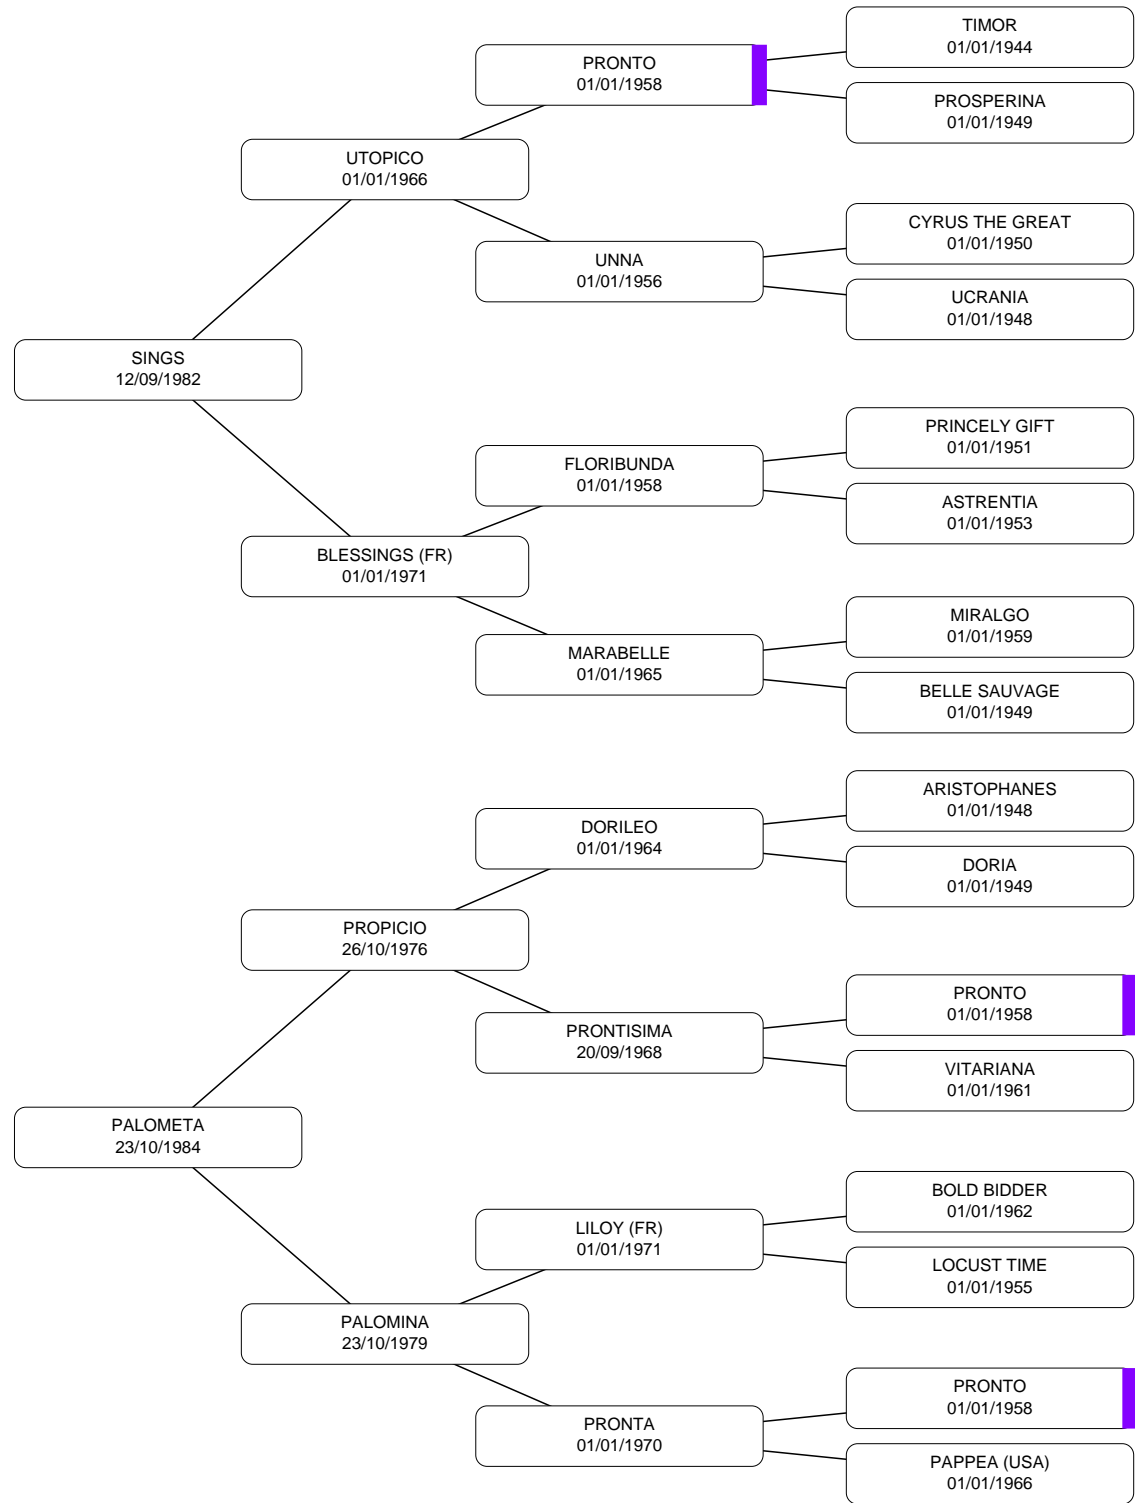 TIMOR
01/01/1944
PRONTO
01/01/1958
PROSPERINA
01/01/1949
UTOPICO
01/01/1966
CYRUS THE GREAT
01/01/1950
UNNA
01/01/1956
UCRANIA
01/01/1948
SINGS
12/09/1982
PRINCELY GIFT
01/01/1951
FLORIBUNDA
01/01/1958
ASTRENTIA
01/01/1953
BLESSINGS (FR)
01/01/1971
MIRALGO
01/01/1959
MARABELLE
01/01/1965
BELLE SAUVAGE
01/01/1949
ARISTOPHANES
01/01/1948
DORILEO
01/01/1964
DORIA
01/01/1949
PROPICIO
26/10/1976
PRONTO
01/01/1958
PRONTISIMA
20/09/1968
VITARIANA
01/01/1961
PALOMETA
23/10/1984
BOLD BIDDER
01/01/1962
LILOY (FR)
01/01/1971
LOCUST TIME
01/01/1955
PALOMINA
23/10/1979
PRONTO
01/01/1958
PRONTA
01/01/1970
PAPPEA (USA)
01/01/1966